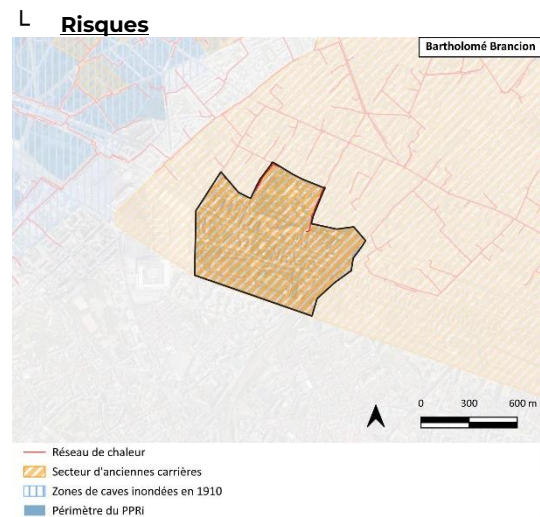 L Risques
Bartholomé Brancion
0 300 600 m
Réseau de chaleur
Secteur d'anciennes carrières
Zones de caves inondées en 1910
Périmètre du PPRi